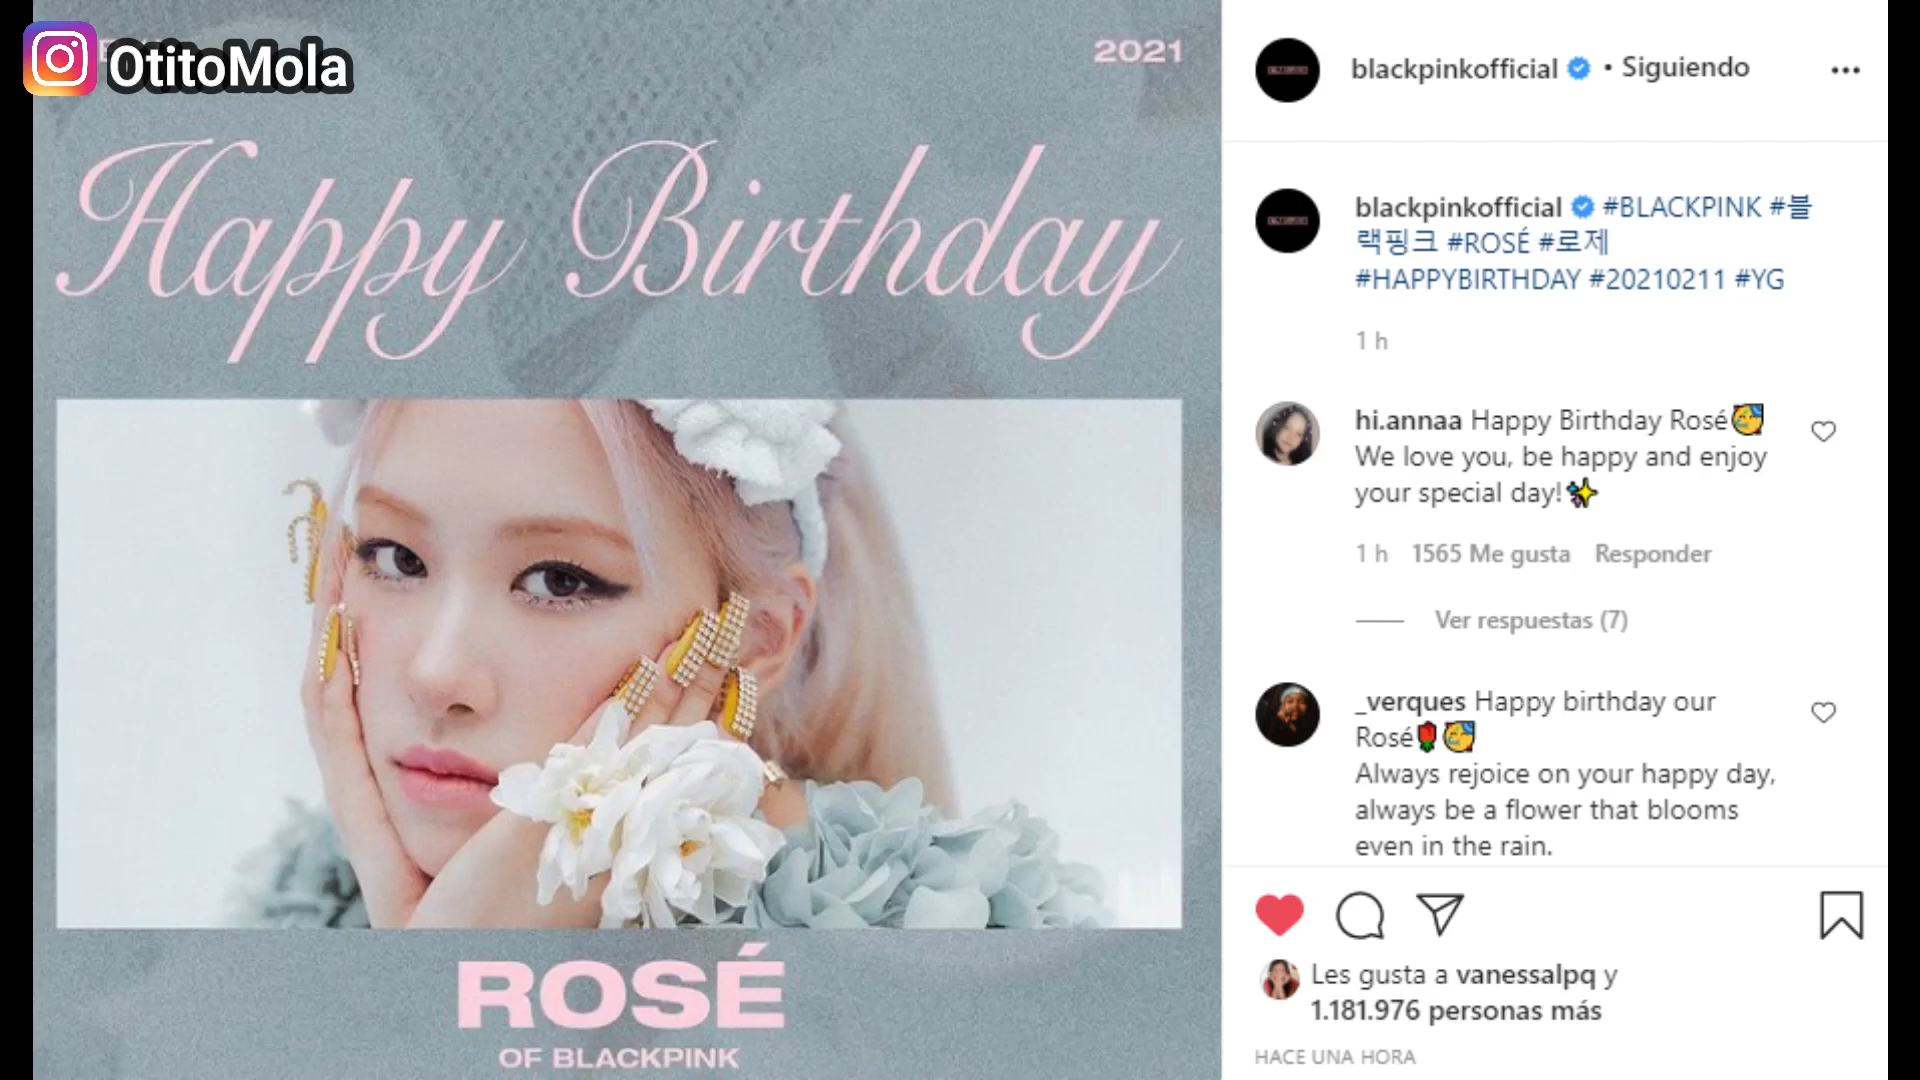 OtitoMola
2021
Happy Birthday
ROSÉ
OF BLACKPINK
blackpinkofficial • Siguiendo
blackpinkofficial #BLACKPINK #블
랙핑크 #ROSÉ #로제
#HAPPYBIRTHDAY #20210211 #YG
1 h
hi.annaa Happy Birthday Rosé🥳
We love you, be happy and enjoy
your special day!✨
1 h 1565 Me gusta Responder
Ver respuestas (7)
_verques Happy birthday our
Rosé🌹🥳
Always rejoice on your happy day,
always be a flower that blooms
even in the rain.
Les gusta a vanessalpq y
1.181.976 personas más
HACE UNA HORA